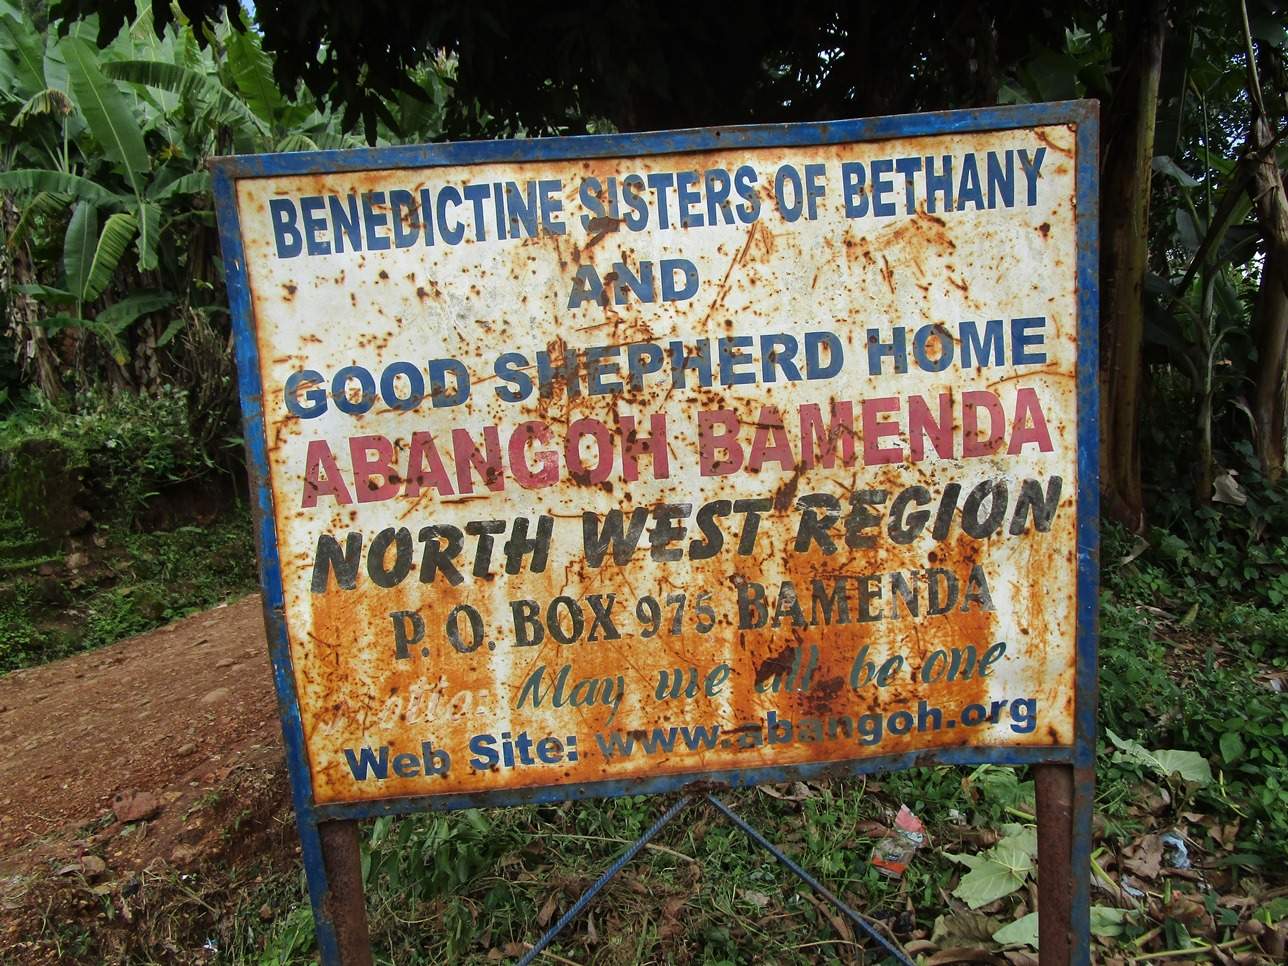 BENEDICTINE SISTERS OF BETHANY
AND
GOOD SHEPHERD HOME
ABANGOH BAMENDA
NORTH WEST REGION
P. O. BOX 975 BAMENDA
Motto: May we all be one
Web Site: www.abangoh.org